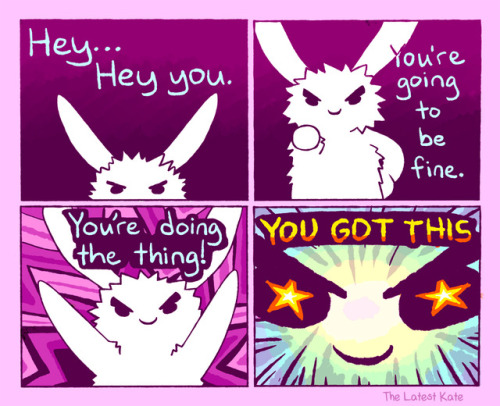 Hey...
Hey you.
You're
going
to
be
fine.
You're doing
the thing!
YOU GOT THIS
The Latest Kate